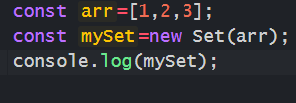 const arr=[1,2,3];
const mySet=new Set(arr);
console.log(mySet);